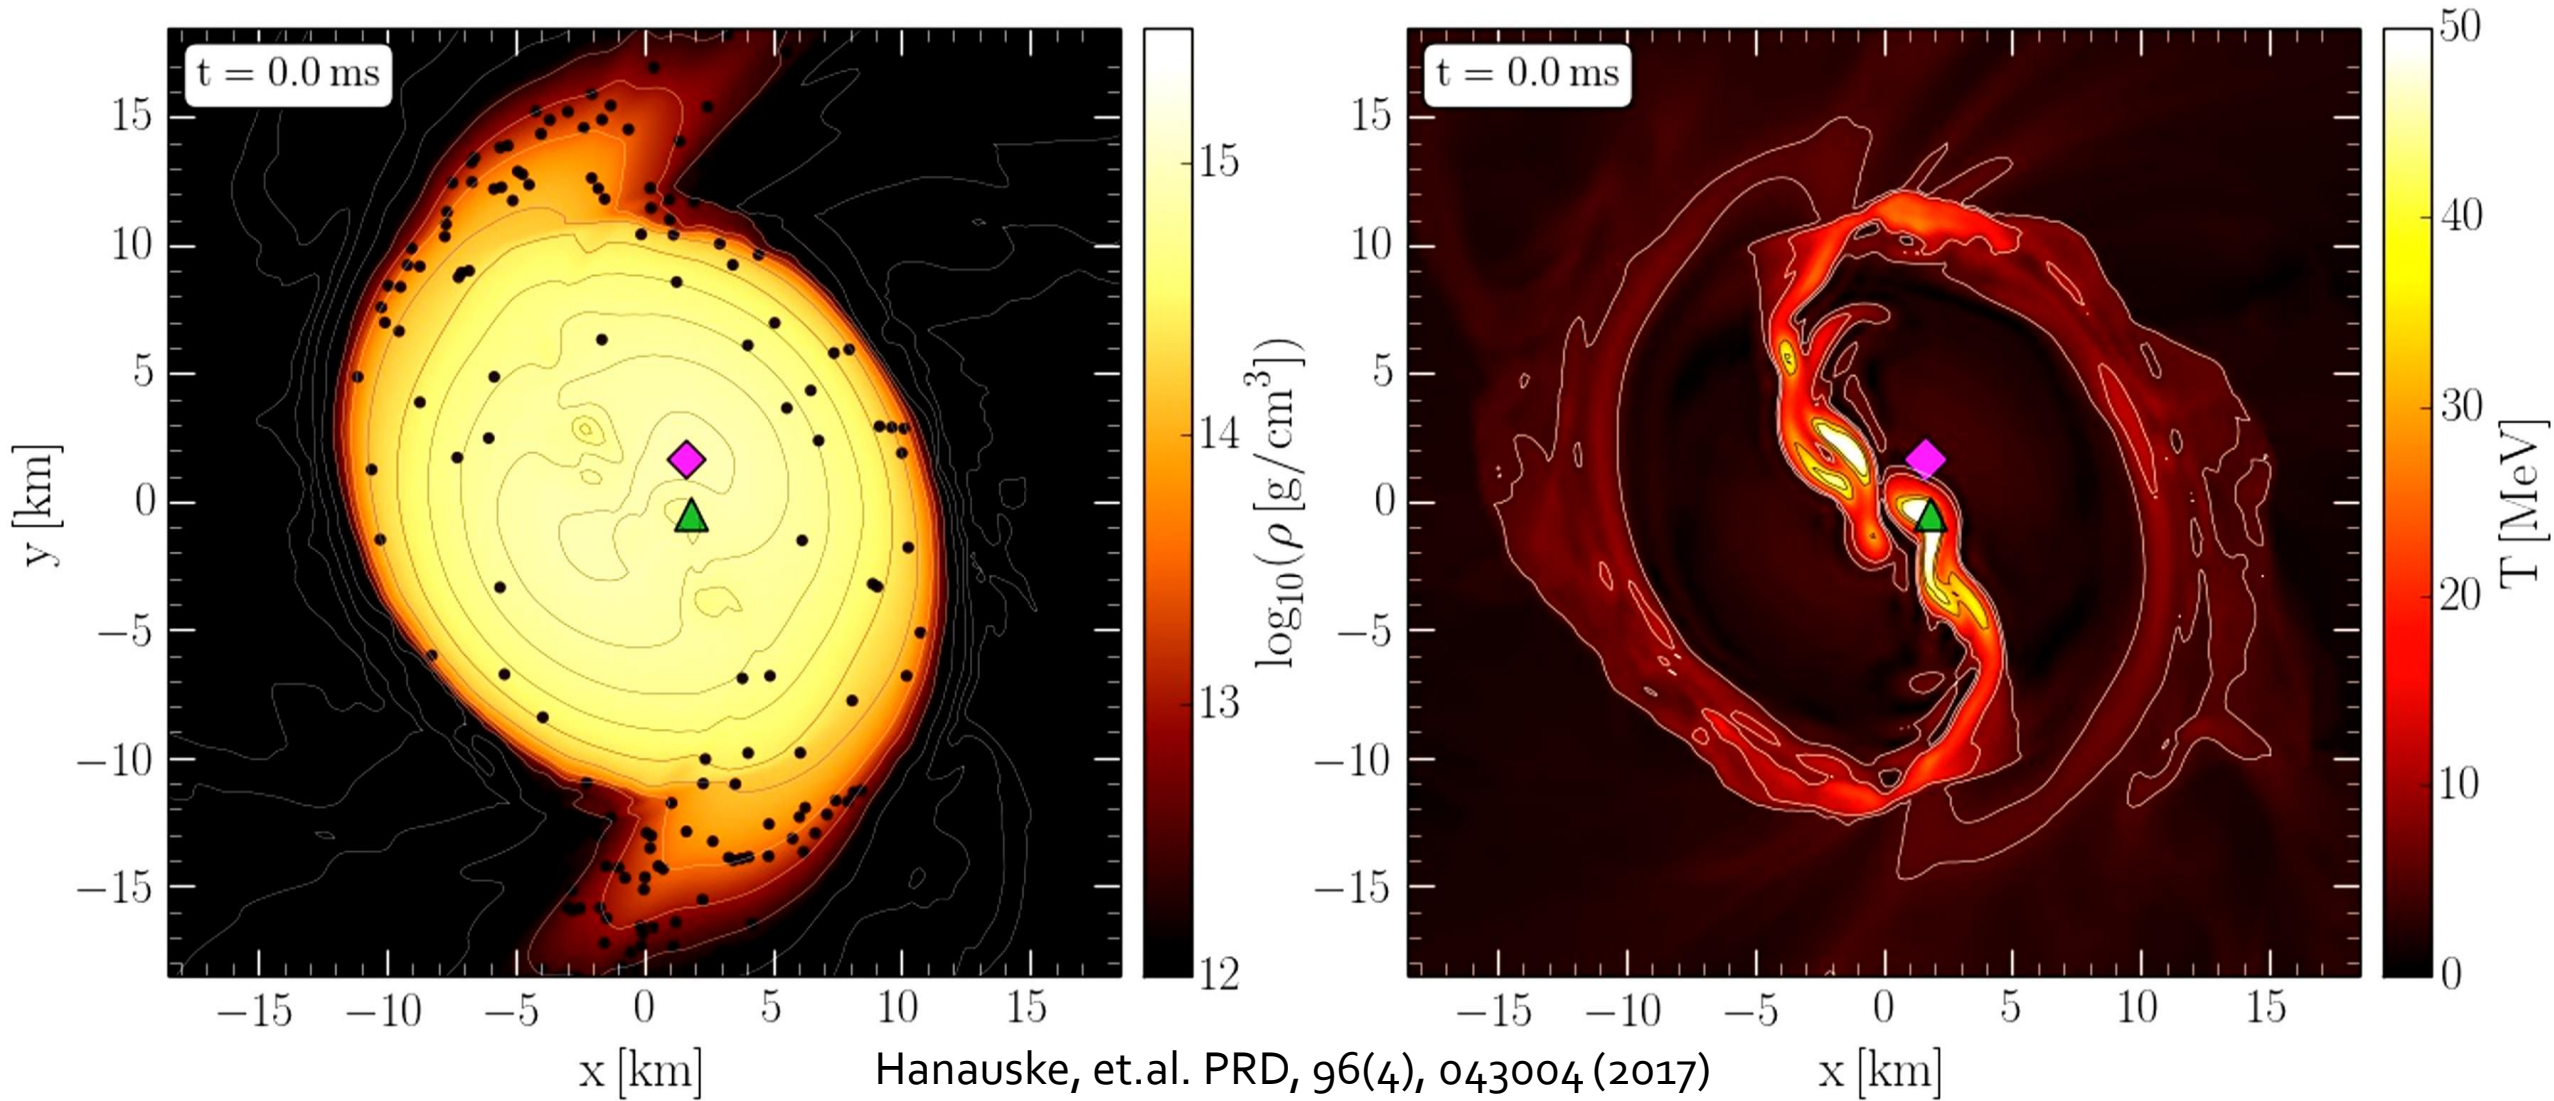 t = 0.0 ms
15
10
5
0
−5
−10
−15
y [km]
−15 −10 −5 0 5 10 15
x [km]
15
14
13
12
log10(ρ [g/cm3])
t = 0.0 ms
15
10
5
0
−5
−10
−15
−15 −10 −5 0 5 10 15
x [km]
50
40
30
20
10
0
T [MeV]
Hanauske, et.al. PRD, 96(4), 043004 (2017)